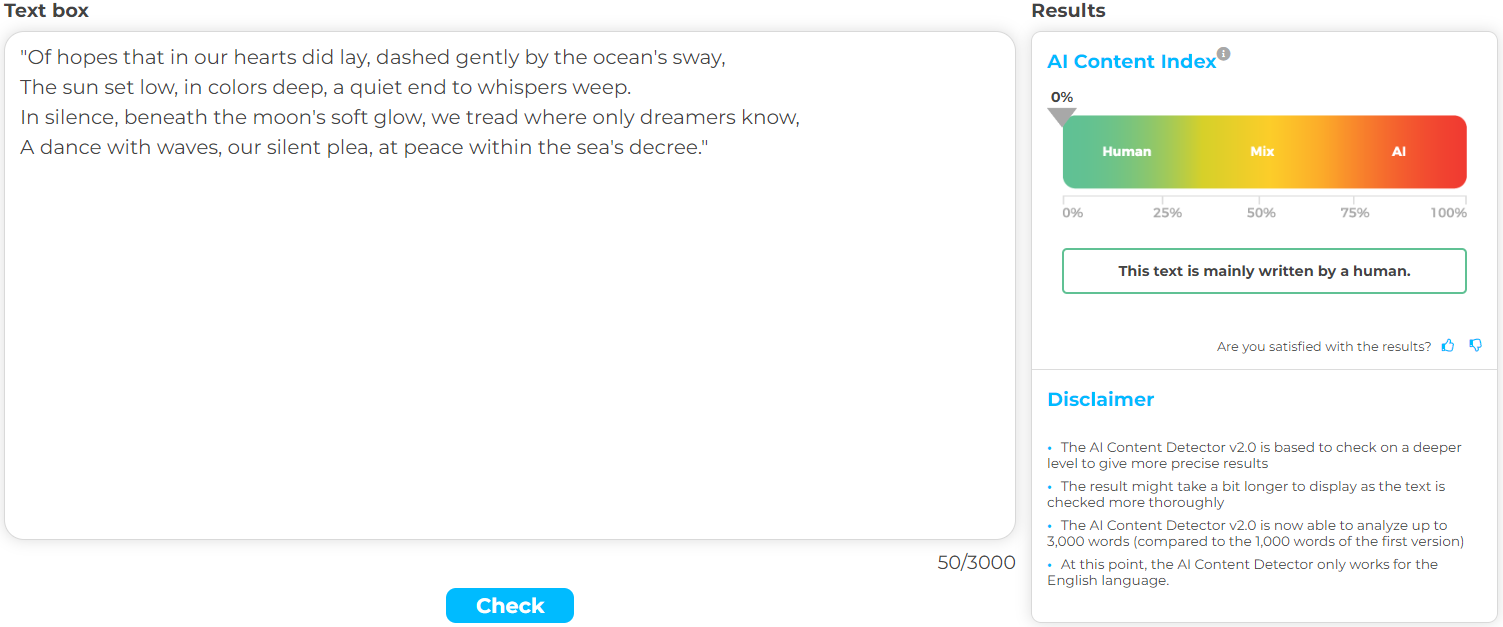 Text box
"Of hopes that in our hearts did lay, dashed gently by the ocean's sway,
The sun set low, in colors deep, a quiet end to whispers weep.
In silence, beneath the moon's soft glow, we tread where only dreamers know,
A dance with waves, our silent plea, at peace within the sea's decree."
50/3000
Check
Results
AI Content Index i
0%
Human Mix AI
0% 25% 50% 75% 100%
This text is mainly written by a human.
Are you satisfied with the results?
Disclaimer
• The AI Content Detector v2.0 is based to check on a deeper
level to give more precise results
• The result might take a bit longer to display as the text is
checked more thoroughly
• The AI Content Detector v2.0 is now able to analyze up to
3,000 words (compared to the 1,000 words of the first version)
• At this point, the AI Content Detector only works for the
English language.